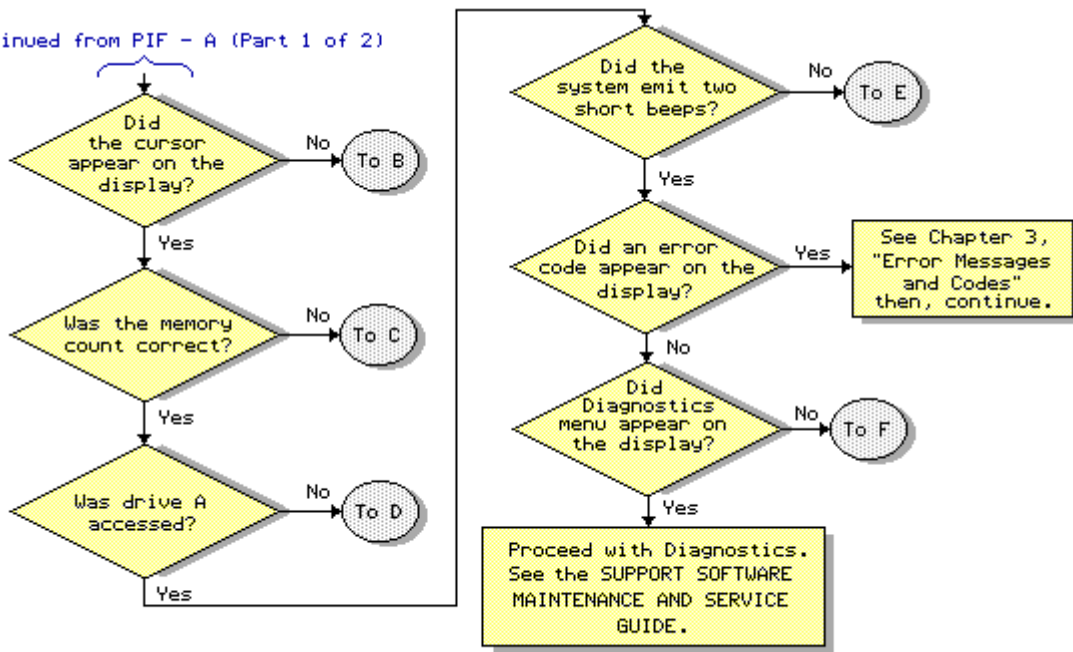 inued from PIF - A (Part 1 of 2)
Did
the cursor
appear on the
display?
No
To B
Yes
Was the memory
count correct?
No
To C
Yes
Was drive A
accessed?
No
To D
Yes
Did the
system emit two
short beeps?
No
To E
Yes
Did an error
code appear on the
display?
Yes
See Chapter 3,
"Error Messages
and Codes"
then, continue.
No
Did
Diagnostics
menu appear on
the display?
No
To F
Yes
Proceed with Diagnostics.
See the SUPPORT SOFTWARE
MAINTENANCE AND SERVICE
GUIDE.